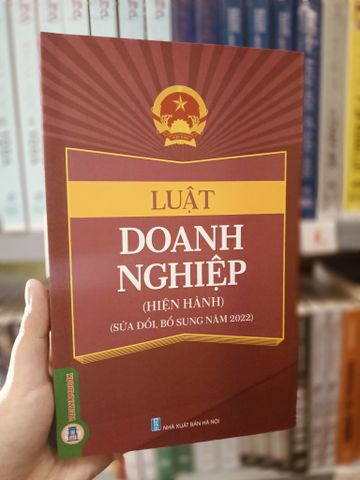 LUẬT
DOANH
NGHIỆP
(HIỆN HÀNH)
(SỬA ĐỔI, BỔ SUNG NĂM 2022)
NHÀ XUẤT BẢN HÀ NỘI